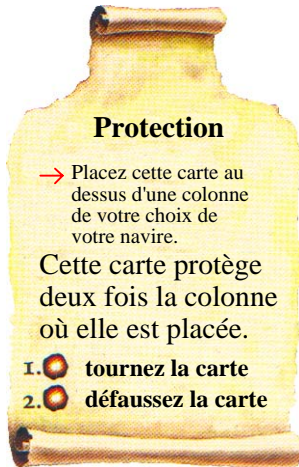 Protection
→ Placez cette carte au
dessus d'une colonne
de votre choix de
votre navire.
Cette carte protège
deux fois la colonne
où elle est placée.
1. tournez la carte
2. défaussez la carte